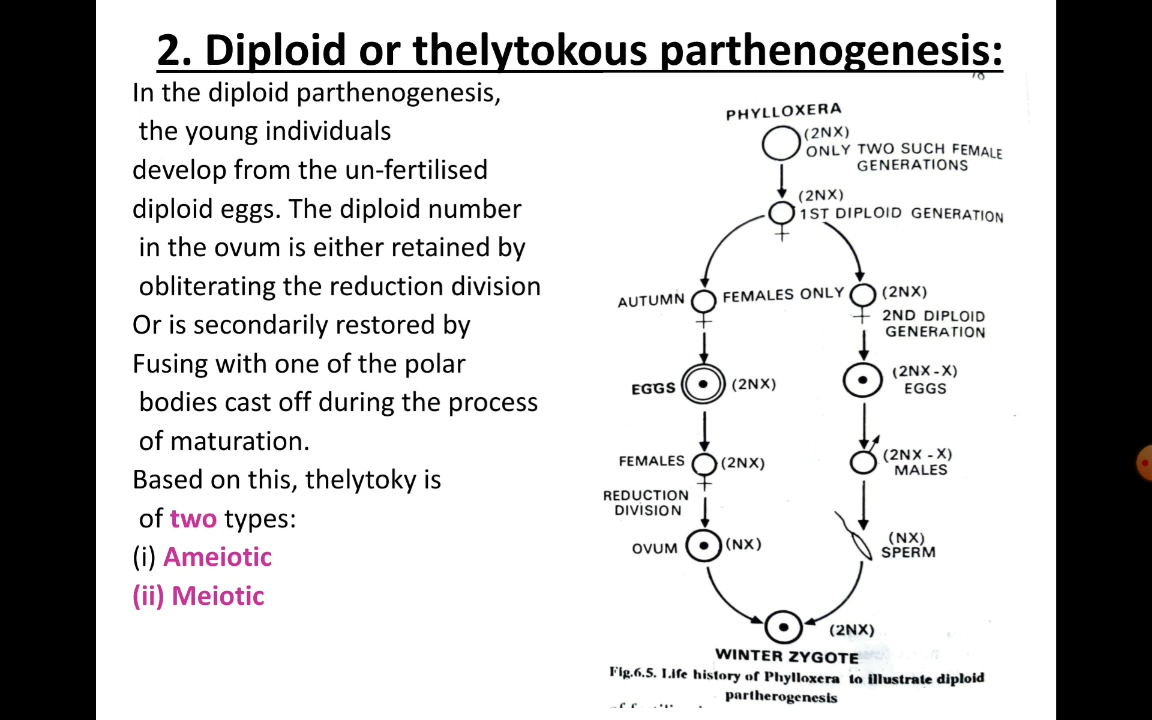 2. Diploid or thelytokous parthenogenesis:
In the diploid parthenogenesis,
the young individuals
develop from the un-fertilised
diploid eggs. The diploid number
in the ovum is either retained by
obliterating the reduction division
Or is secondarily restored by
Fusing with one of the polar
bodies cast off during the process
of maturation.
Based on this, thelytoky is
of two types:
(i) Ameiotic
(ii) Meiotic
PHYLLOXERA
(2NX)
ONLY TWO SUCH FEMALE
GENERATIONS
(2NX)
1ST DIPLOID GENERATION
AUTUMN
FEMALES ONLY
(2NX)
2ND DIPLOID
GENERATION
EGGS
(2NX)
(2NX-X)
EGGS
FEMALES
(2NX)
(2NX - X)
MALES
REDUCTION
DIVISION
OVUM
(NX)
(NX)
SPERM
(2NX)
WINTER ZYGOTE
Fig.6.5. Life history of Phylloxera to illustrate diploid
partherogenesis